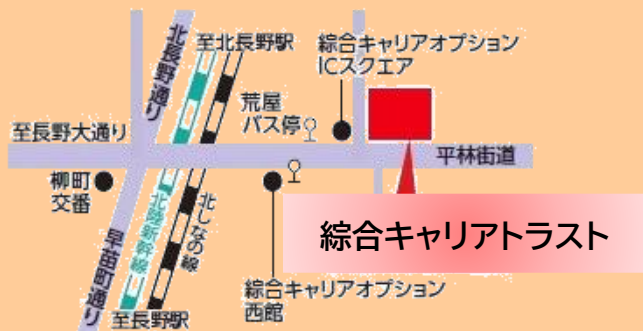 北長野通り
至北長野駅
綜合キャリアオプション
ICスクエア
荒屋
バス停
至長野大通り
平林街道
柳町
交番
北しなの線
北陸新幹線
早苗町通り
綜合キャリアトラスト
綜合キャリアオプション
西館
至長野駅